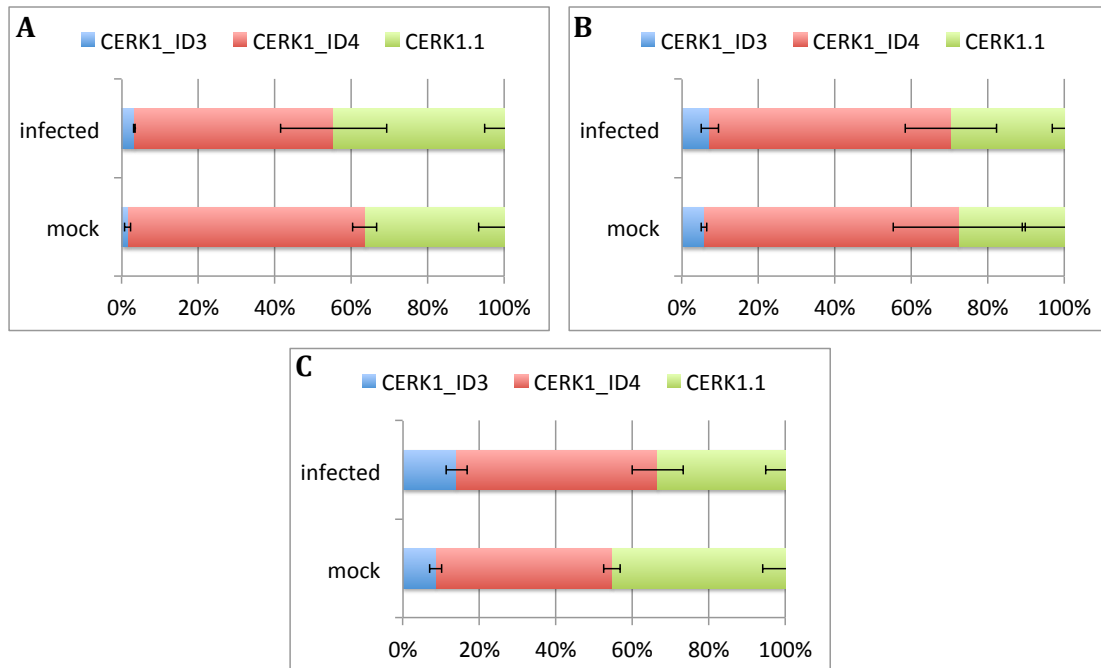 A
CERK1_ID3 CERK1_ID4 CERK1.1
infected
mock
0% 20% 40% 60% 80% 100%
B
CERK1_ID3 CERK1_ID4 CERK1.1
infected
mock
0% 20% 40% 60% 80% 100%
C
CERK1_ID3 CERK1_ID4 CERK1.1
infected
mock
0% 20% 40% 60% 80% 100%